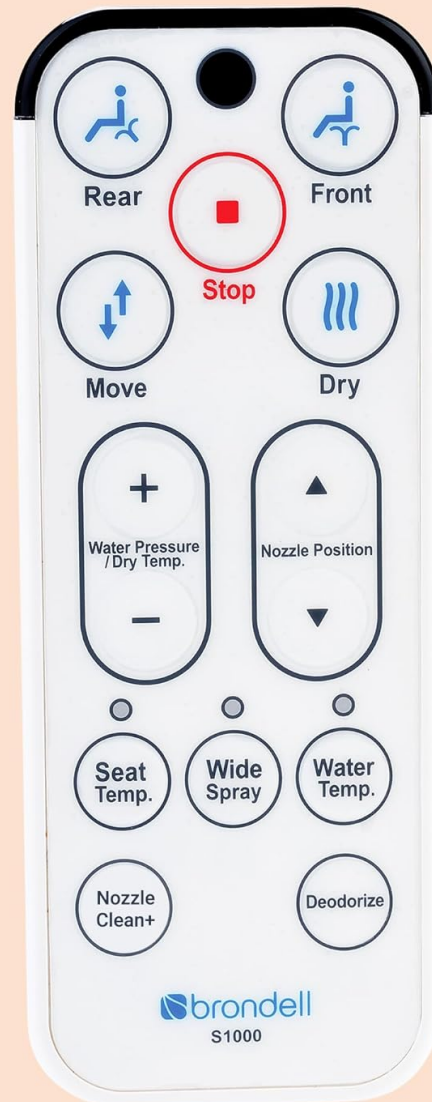 Rear
Front
Stop
Move
Dry
+
Water Pressure
/Dry Temp.
−
Nozzle Position
Seat
Temp.
Wide
Spray
Water
Temp.
Nozzle
Clean+
Deodorize
brondell
S1000